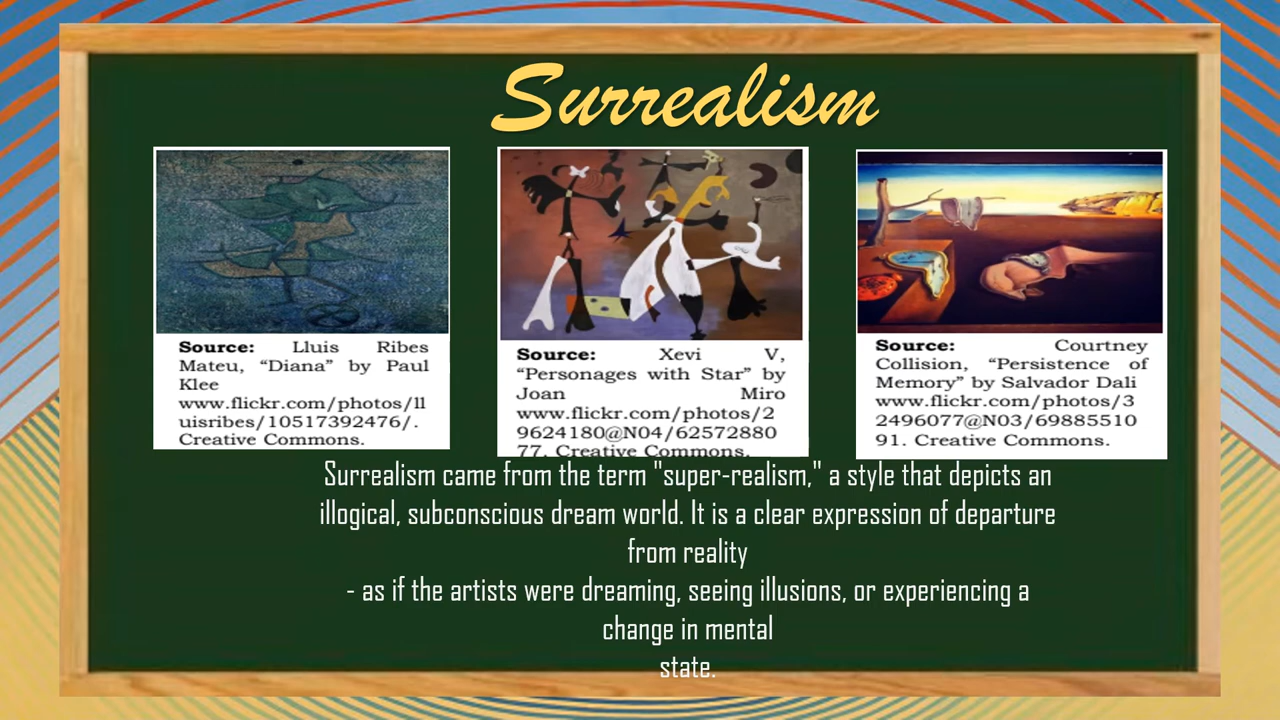 Surrealism
Source: Lluis Ribes
Mateu, “Diana” by Paul
Klee
www.flickr.com/photos/ll
uisribes/10517392476/.
Creative Commons.
Source: Xevi V,
“Personages with Star” by
Joan Miro
www.flickr.com/photos/2
9624180@N04/62572880
77. Creative Commons.
Source: Courtney
Collision, “Persistence of
Memory” by Salvador Dali
www.flickr.com/photos/3
2496077@N03/69885510
91. Creative Commons.
Surrealism came from the term "super-realism," a style that depicts an
illogical, subconscious dream world. It is a clear expression of departure
from reality
- as if the artists were dreaming, seeing illusions, or experiencing a
change in mental
state.